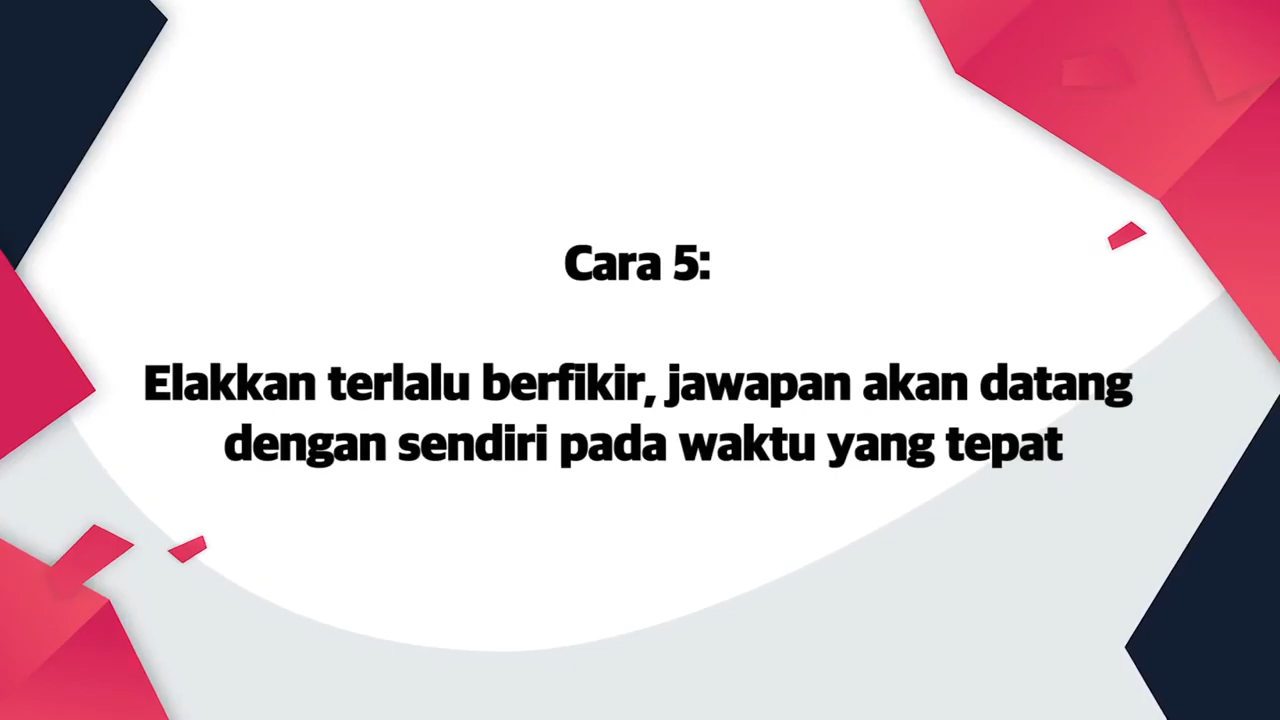 Cara 5:
Elakkan terlalu berfikir, jawapan akan datang
dengan sendiri pada waktu yang tepat